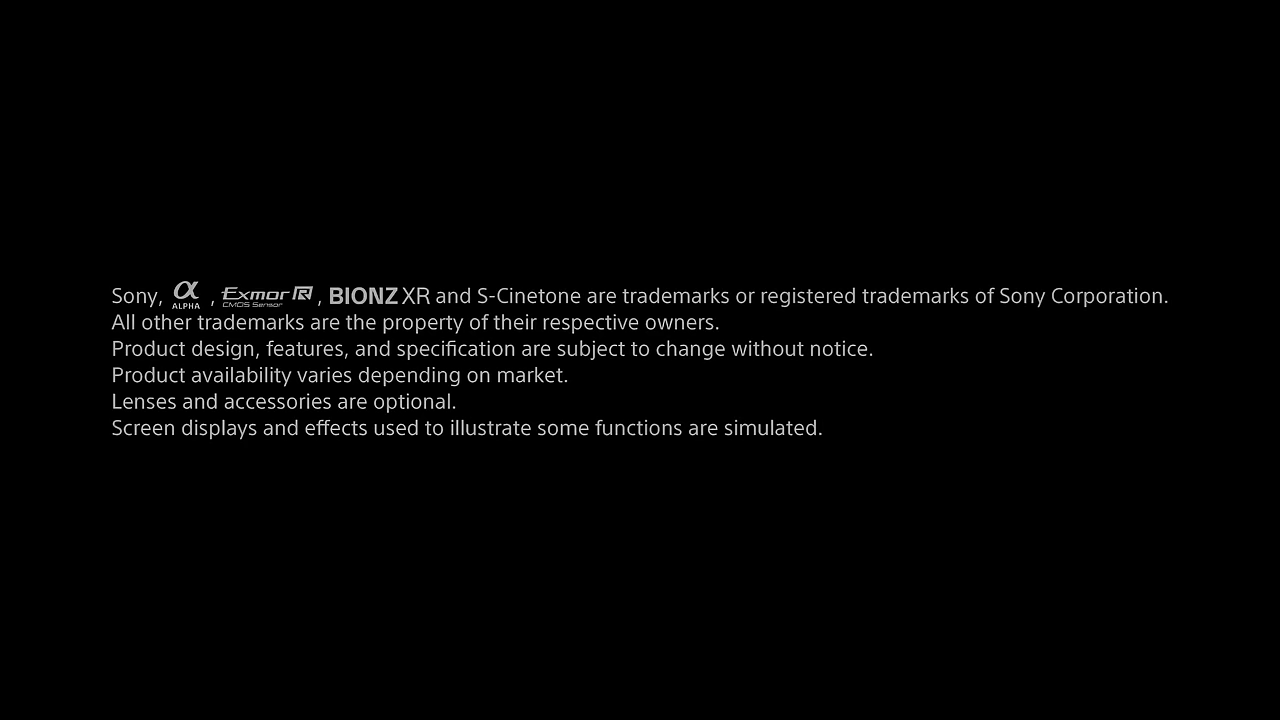 Sony, α ALPHA, Exmor R CMOS Sensor, BIONZ XR and S-Cinetone are trademarks or registered trademarks of Sony Corporation.
All other trademarks are the property of their respective owners.
Product design, features, and specification are subject to change without notice.
Product availability varies depending on market.
Lenses and accessories are optional.
Screen displays and effects used to illustrate some functions are simulated.